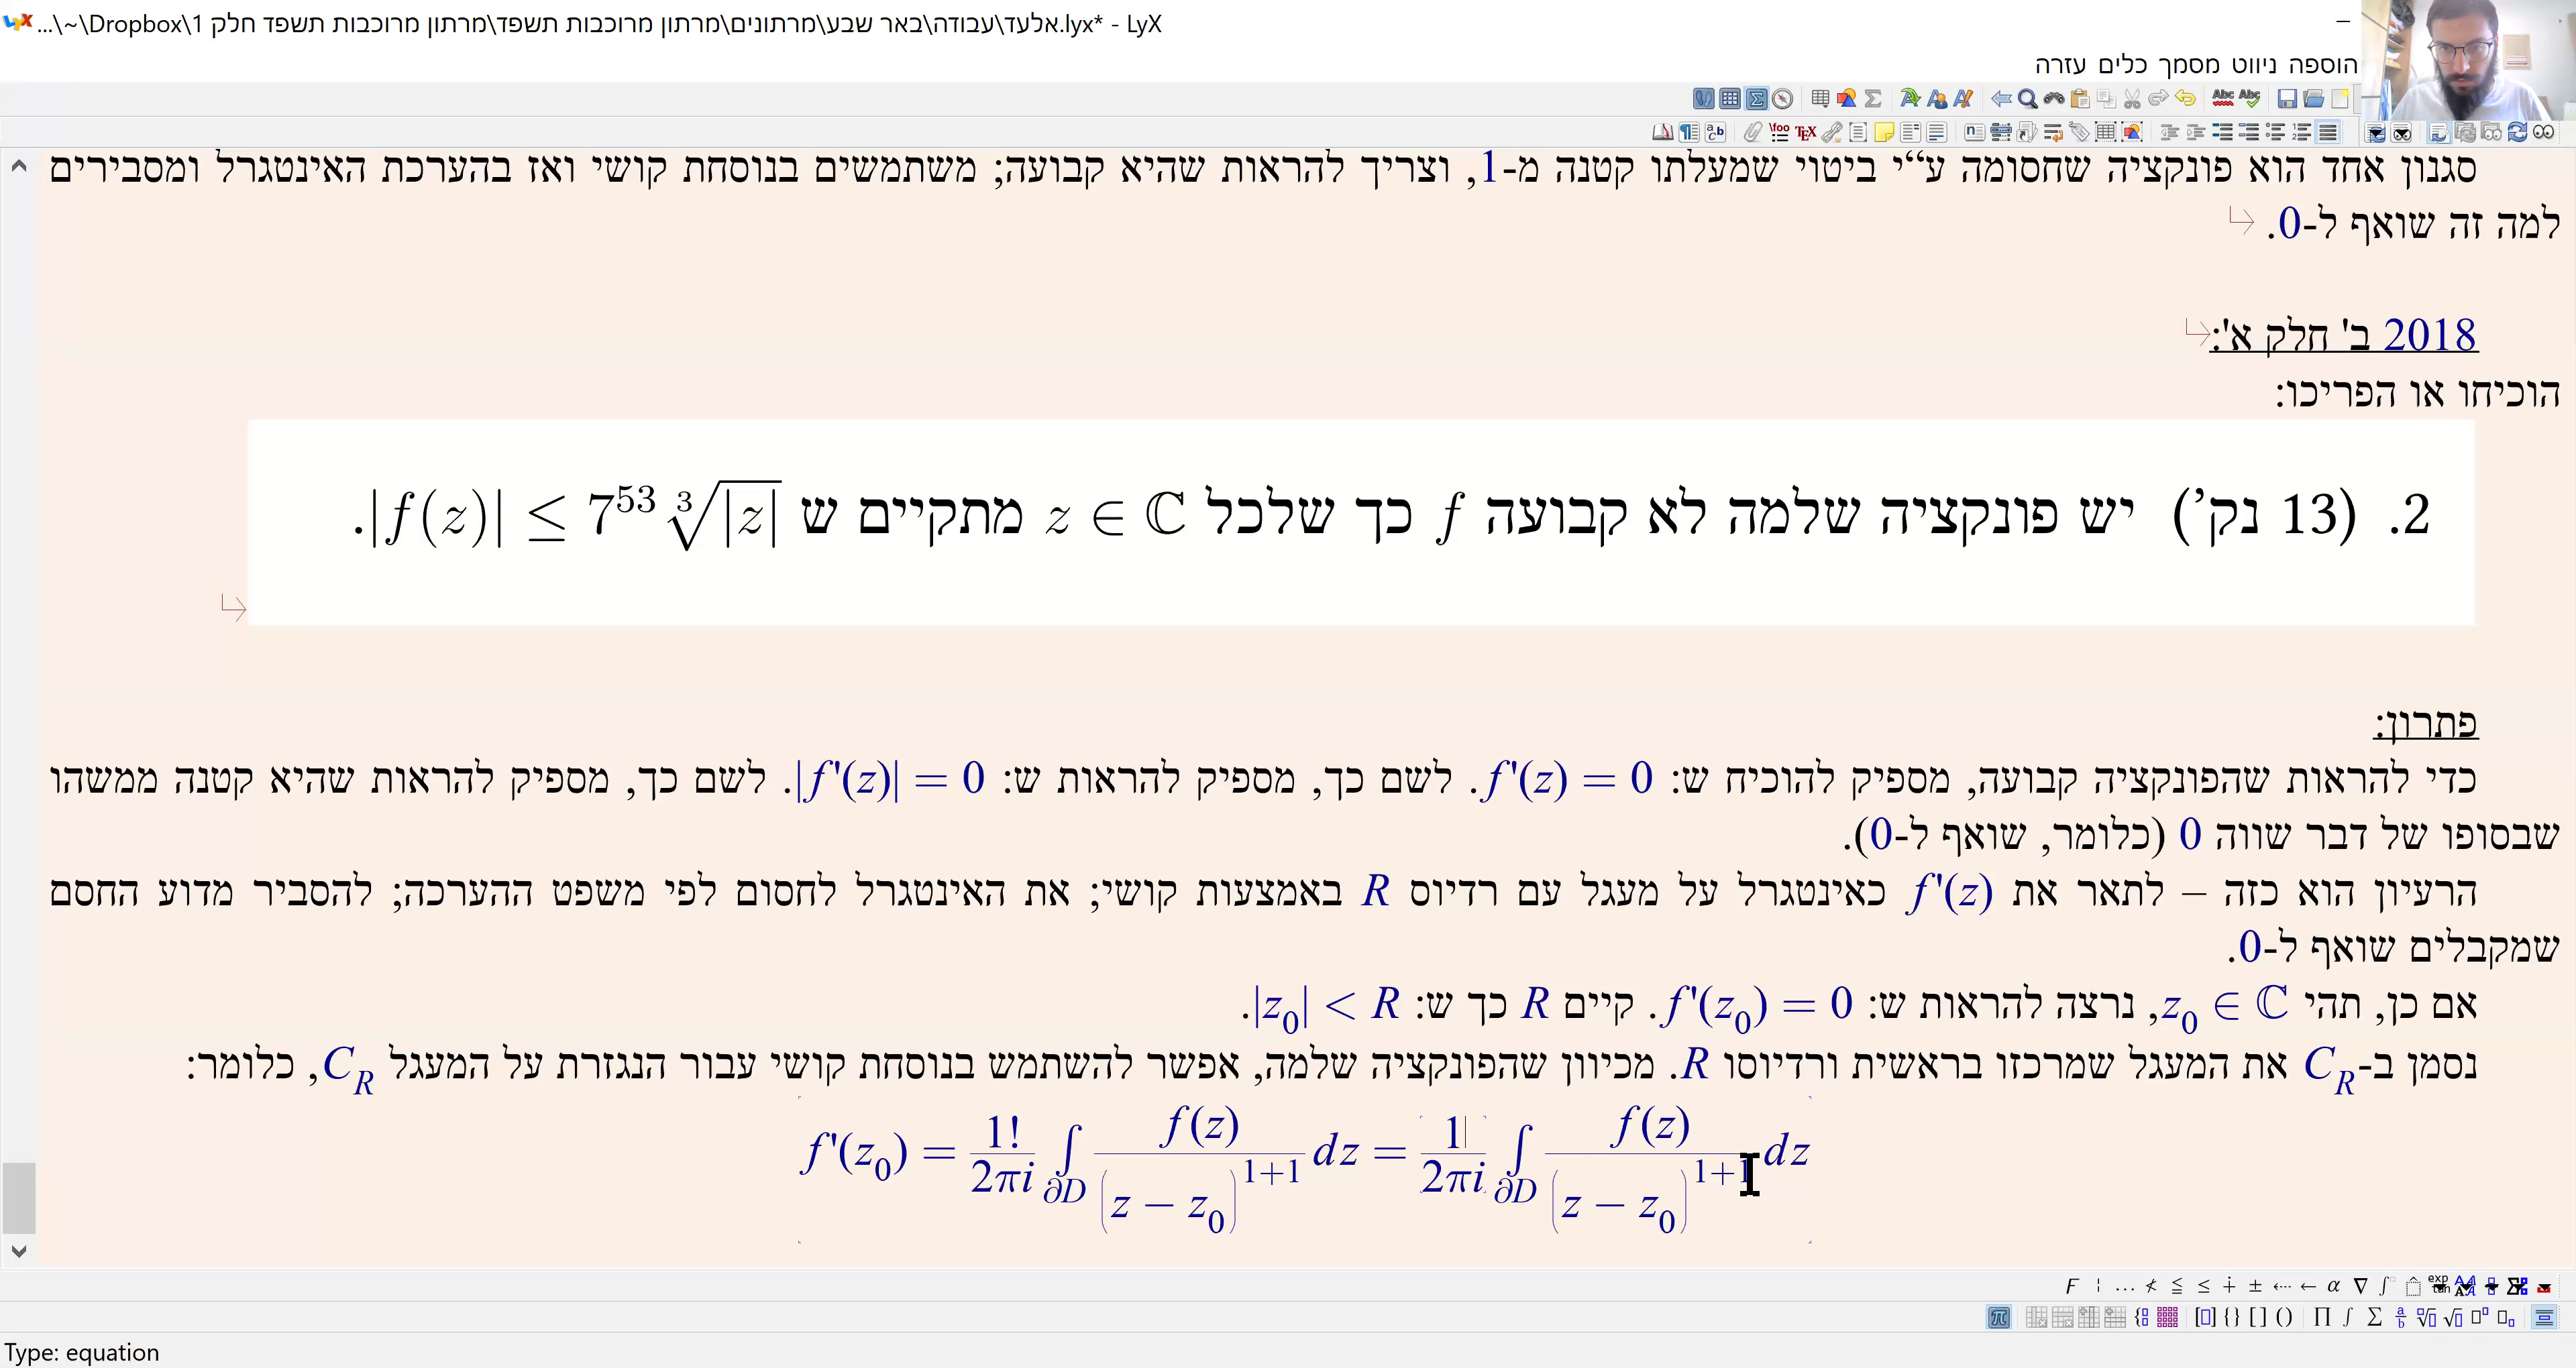 ...\~\Dropbox\אלעד\עבודה\באר שבע\מרתונים\מרתון מרוכבות תשפד\מרתון מרוכבות תשפד חלק 1.lyx* - LyX
הוספה ניווט מסמך כלים עזרה
סגנון אחד הוא פונקציה שחסומה ע“י ביטוי שמעלתו קטנה מ-1, וצריך להראות שהיא קבועה; משתמשים בנוסחת קושי ואז בהערכת האינטגרל ומסבירים
למה זה שואף ל-0.
2018 ב' חלק א':
הוכיחו או הפריכו:
2. (13 נק') יש פונקציה שלמה לא קבועה f כך שלכל z ∈ ℂ מתקיים ש |f(z)| ≤ 7^{53} \sqrt[3]{|z|}.
פתרון:
כדי להראות שהפונקציה קבועה, מספיק להוכיח ש: f'(z) = 0. לשם כך, מספיק להראות ש: |f'(z)| = 0. לשם כך, מספיק להראות שהיא קטנה ממשהו
שבסופו של דבר שווה 0 (כלומר, שואף ל-0).
הרעיון הוא כזה – לתאר את f'(z) כאינטגרל על מעגל עם רדיוס R באמצעות קושי; את האינטגרל לחסום לפי משפט ההערכה; להסביר מדוע החסם
שמקבלים שואף ל-0.
אם כן, תהי z_0 ∈ ℂ, נרצה להראות ש: f'(z_0) = 0. קיים R כך ש: |z_0| < R.
נסמן ב-C_R את המעגל שמרכזו בראשית ורדיוסו R. מכיוון שהפונקציה שלמה, אפשר להשתמש בנוסחת קושי עבור הנגזרת על המעגל C_R, כלומר:
f'(z_0) = \frac{1!}{2πi} ∫_{∂D} \frac{f(z)}{(z − z_0)^{1+1}} dz = \frac{1}{2πi} ∫_{∂D} \frac{f(z)}{(z − z_0)^{1+1}} dz
Type: equation